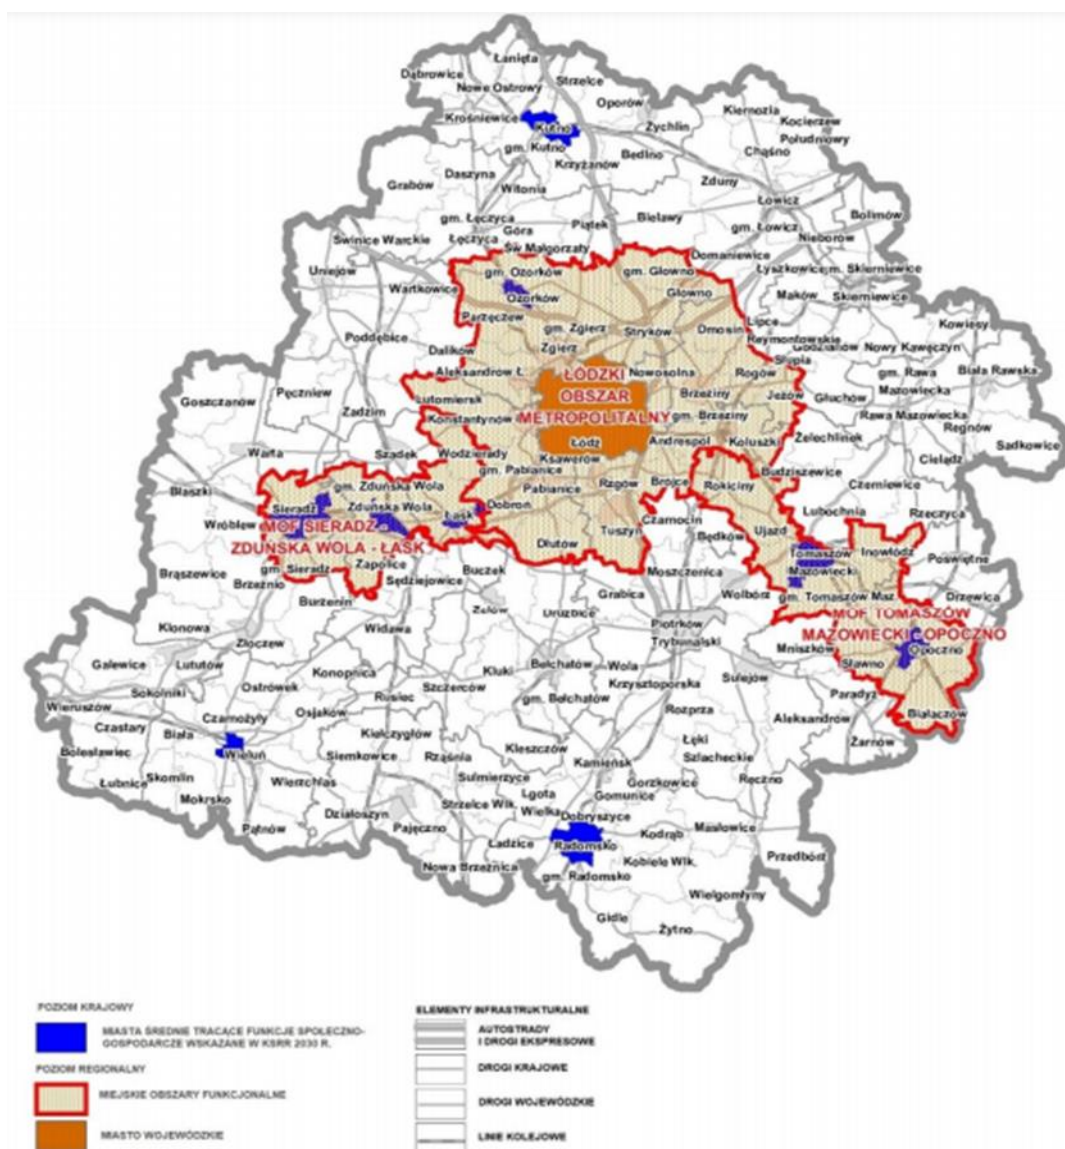 Łanięta
Dąbrowice
Strzelce
Nowe Ostrowy
Oporów
Krośniewice
Kutno
Żychlin
Kiernozia
Kocierzew
Południowy
gm. Kutno
Bedlno
Chąśno
Krzyżanów
Daszyna
Grabów
Witonia
Zduny
Łowicz
gm. Łęczyca
Góra
Piątek
Bielawy
gm. Łowicz
Bolimów
Świnice Warckie
Łęczyca
Św Małgorzaty
Nieborów
Domaniewice
Uniejów
gm. Ozorków
gm. Głowno
Łyszkowice
gm. Skierniewice
Wartkowice
Ozorków
Głowno
Maków
Skierniewice
Parzęczew
gm. Zgierz
Stryków
Dmosin
Lipce
Reymontowskie
Kowiesy
Poddębice
Zgierz
Godzianów
Nowy Kawęczyn
Dalików
Słupia
Aleksandrów Ł.
ŁÓDZKI
OBSZAR
METROPOLITALNY
Nowosolna
Rogów
gm. Rawa
Mazowiecka
Biała Rawska
Goszczanów
Pęczniew
Lutomiersk
Brzeziny
Jeżów
Głuchów
Zadzim
Konstantynów
gm. Brzeziny
Rawa Mazowiecka
Regnów
Warta
Szadek
Wodzierady
Łódź
Andrespol
Koluszki
Żelechlinek
Sadkowice
Ksawerów
gm. Pabianice
Cielądz
Błaszki
gm. Zduńska Wola
Pabianice
Rzgów
Brójce
Rokiciny
Budziszewice
Czerniewice
Sieradz
Zduńska Wola
Łask
Dobroń
Lubochnia
Rzeczyca
Wróblew
MOF SIERADZ -
ZDUŃSKA WOLA - ŁASK
Tuszyn
Czarnocin
Ujazd
Dłutów
Będków
Tomaszów
Mazowiecki
Inowłódz
Poświętne
Brąszewice
gm. Sieradz
Zapolice
Brzeźnio
Sędziejowice
Buczek
Moszczenica
Wolbórz
gm. Tomaszów Maz.
Drzewica
Burzenin
Zelów
Drużbice
Grabica
MOF TOMASZÓW
MAZOWIECKI - OPOCZNO
Klonowa
Złoczew
Widawa
Piotrków
Trybunalski
Mniszków
Opoczno
Sławno
Galewice
Lututów
Konopnica
Kluki
Bełchatów
Wola
Krzysztoporska
Sulejów
Sokolniki
Ostrówek
Rusiec
Szczerców
gm. Bełchatów
Paradyż
Białaczów
Wieruszów
Czarnożyły
Osjaków
Rozprza
Aleksandrów
Czastary
Biała
Kiełczygłów
Żarnów
Bolesławiec
Wieluń
Siemkowice
Rząśnia
Kleszczów
Kamieńsk
Łęki
Szlacheckie
Łubnice
Skomlin
Wierzchlas
Sulmierzyce
Gorzkowice
Ręczno
Mokrsko
Działoszyn
Strzelce Wlk.
Lgota
Wielka
Gomunice
Dobryszyce
Pątnów
Pajęczno
Ładzice
Radomsko
Kodrąb
Masłowice
Nowa Brzeźnica
Kobiele Wlk.
Przedbórz
gm. Radomsko
Wielgomłyny
Gidle
Żytno
POZIOM KRAJOWY
MIASTA ŚREDNIE TRACĄCE FUNKCJE SPOŁECZNO-
GOSPODARCZE WSKAZANE W KSRR 2030 R.
POZIOM REGIONALNY
MIEJSKIE OBSZARY FUNKCJONALNE
MIASTO WOJEWÓDZKIE
ELEMENTY INFRASTRUKTURALNE
AUTOSTRADY
I DROGI EKSPRESOWE
DROGI KRAJOWE
DROGI WOJEWÓDZKIE
LINIE KOLEJOWE